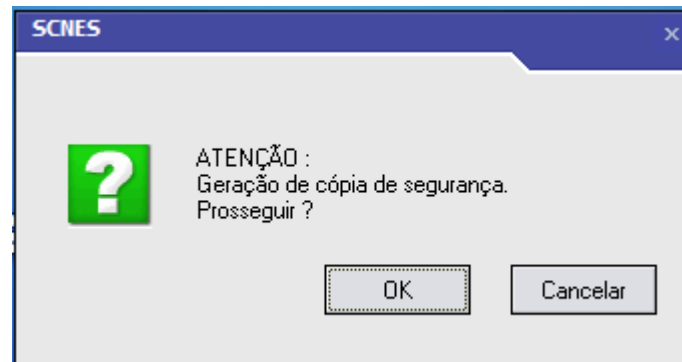 SCNES
ATENÇÃO :
Geração de cópia de segurança.
Prosseguir ?
OK
Cancelar